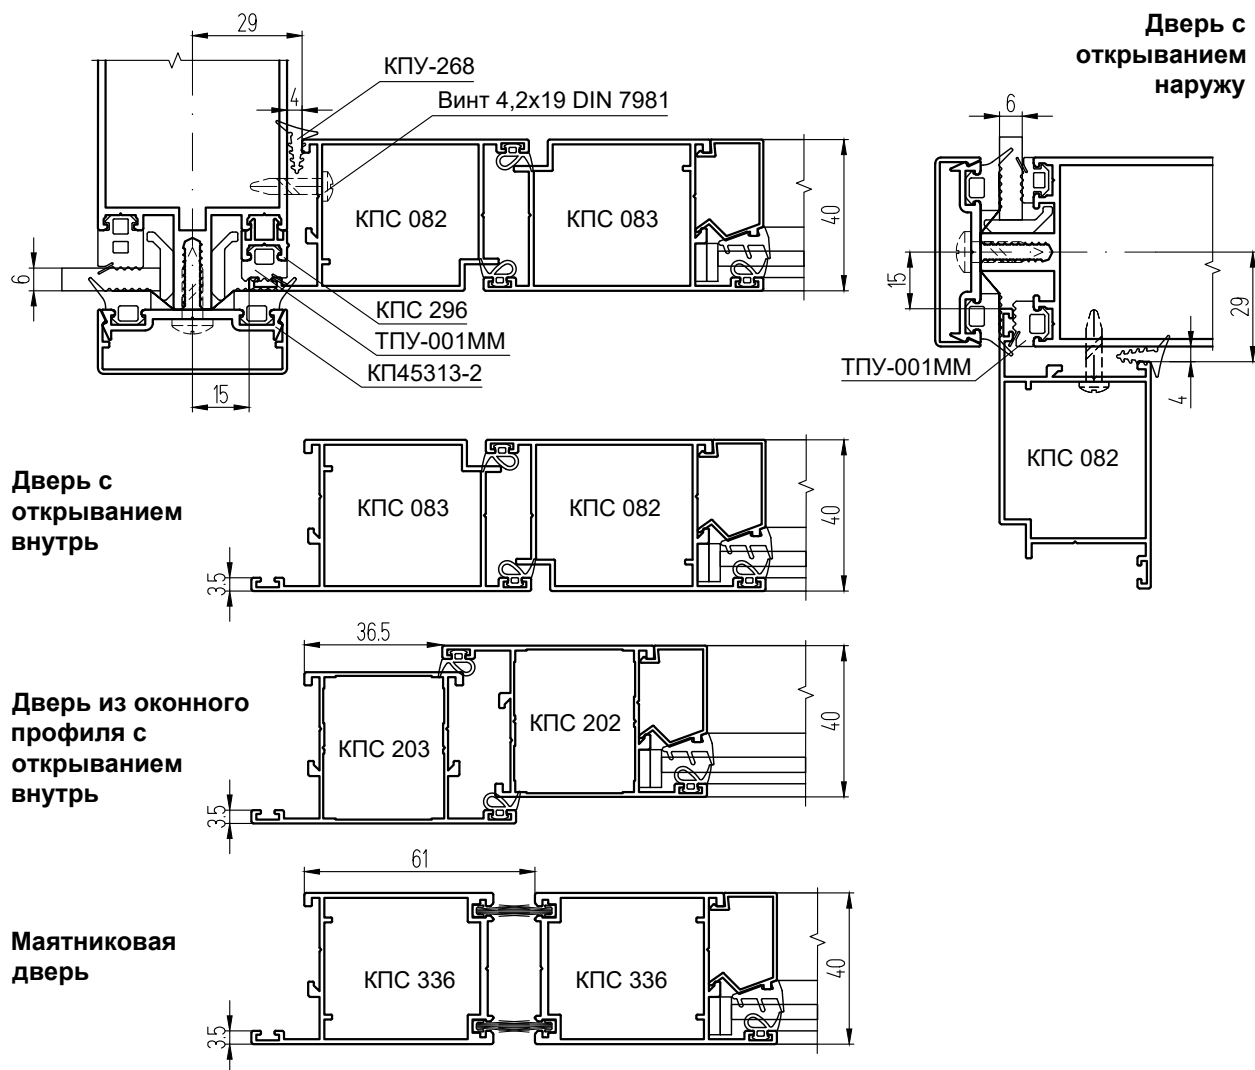 29
Дверь с
открыванием
наружу
КПУ-268
4
Винт 4,2х19 DIN 7981
6
КПС 082
КПС 083
40
6
15
29
КПС 296
ТПУ-001ММ
КП45313-2
15
ТПУ-001ММ
4
КПС 082
Дверь с
открыванием
внутрь
КПС 083
КПС 082
40
3.5
36.5
Дверь из оконного
профиля с
открыванием
внутрь
КПС 203
КПС 202
40
3.5
61
Маятниковая
дверь
КПС 336
КПС 336
40
3.5